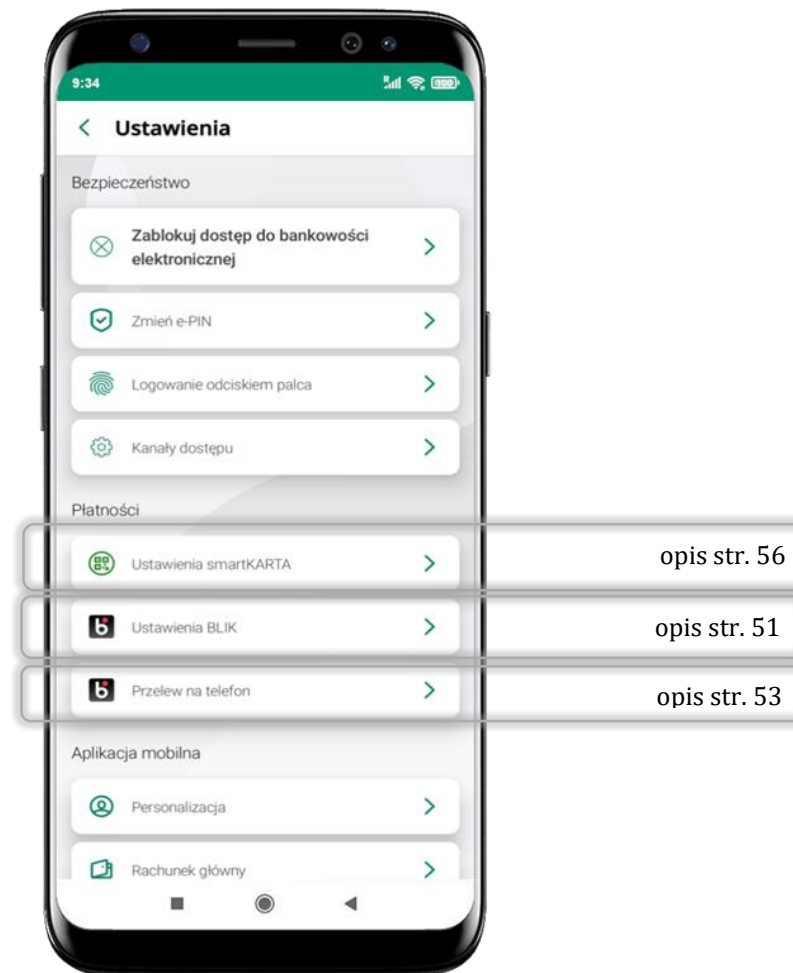 9:34
Ustawienia
Bezpieczeństwo
Zablokuj dostęp do bankowości
elektronicznej
Zmień e-PIN
Logowanie odciskiem palca
Kanały dostępu
Płatności
Ustawienia smartKARTA
opis str. 56
Ustawienia BLIK
opis str. 51
Przelew na telefon
opis str. 53
Aplikacja mobilna
Personalizacja
Rachunek główny